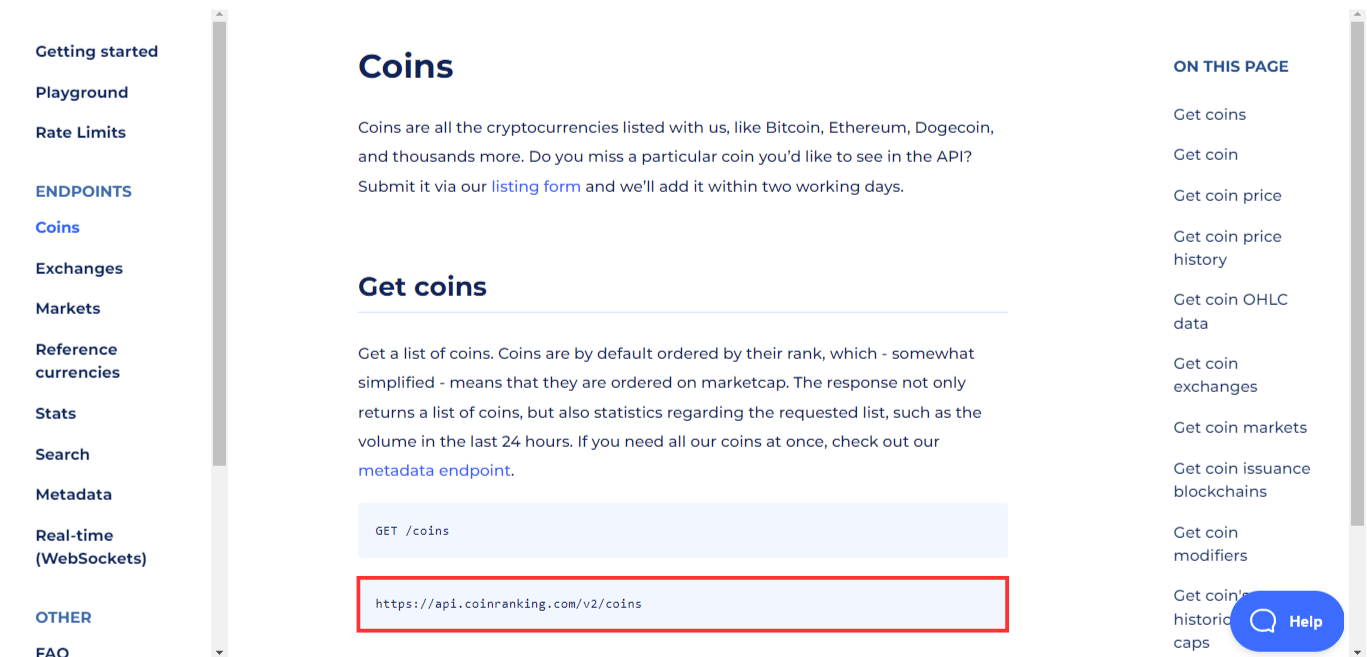 Getting started
Playground
Rate Limits
ENDPOINTS
Coins
Exchanges
Markets
Reference
currencies
Stats
Search
Metadata
Real-time
(WebSockets)
OTHER
FAQ
Coins
Coins are all the cryptocurrencies listed with us, like Bitcoin, Ethereum, Dogecoin,
and thousands more. Do you miss a particular coin you’d like to see in the API?
Submit it via our listing form and we’ll add it within two working days.
Get coins
Get a list of coins. Coins are by default ordered by their rank, which - somewhat
simplified - means that they are ordered on marketcap. The response not only
returns a list of coins, but also statistics regarding the requested list, such as the
volume in the last 24 hours. If you need all our coins at once, check out our
metadata endpoint.
GET /coins
https://api.coinranking.com/v2/coins
ON THIS PAGE
Get coins
Get coin
Get coin price
Get coin price
history
Get coin OHLC
data
Get coin
exchanges
Get coin markets
Get coin issuance
blockchains
Get coin
modifiers
Get coin's
historic
caps
Help